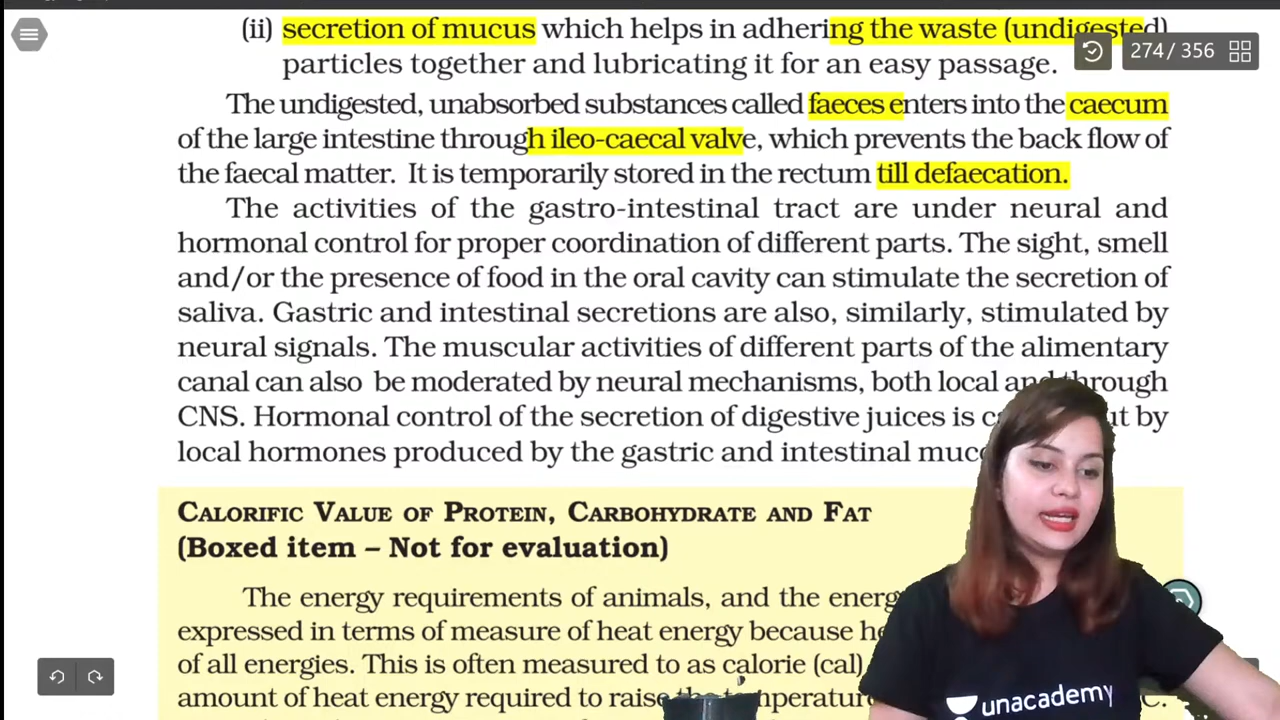 (ii) secretion of mucus which helps in adhering the waste (undigested)
274 / 356
particles together and lubricating it for an easy passage.
The undigested, unabsorbed substances called faeces enters into the caecum
of the large intestine through ileo-caecal valve, which prevents the back flow of
the faecal matter. It is temporarily stored in the rectum till defaecation.
The activities of the gastro-intestinal tract are under neural and
hormonal control for proper coordination of different parts. The sight, smell
and/or the presence of food in the oral cavity can stimulate the secretion of
saliva. Gastric and intestinal secretions are also, similarly, stimulated by
neural signals. The muscular activities of different parts of the alimentary
canal can also be moderated by neural mechanisms, both local and through
CNS. Hormonal control of the secretion of digestive juices is by
local hormones produced by the gastric and intestinal
CALORIFIC VALUE OF PROTEIN, CARBOHYDRATE AND FAT
(Boxed item – Not for evaluation)
The energy requirements of animals, and the
expressed in terms of measure of heat energy because
of all energies. This is often measured to as calorie (cal)
amount of heat energy required to raise the temperature
unacademy